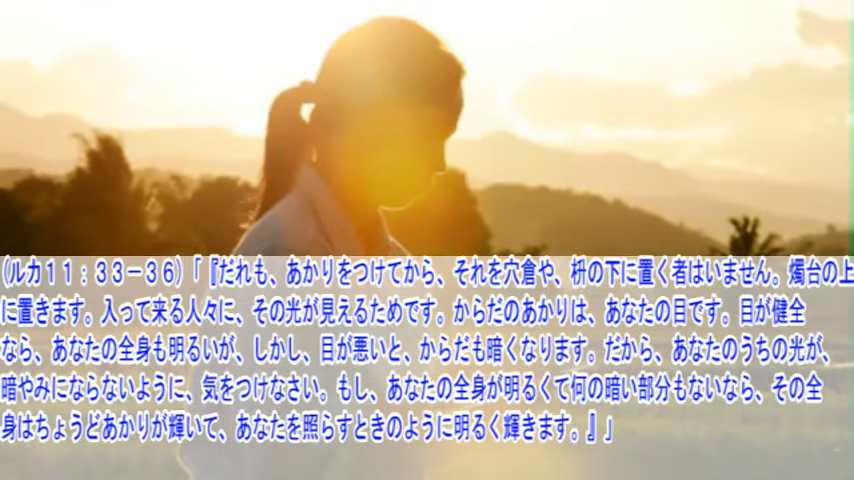 (ルカ１１：３３－３６)「『だれも、あかりをつけてから、それを穴倉や、枡の下に置く者はいません。燭台の上
に置きます。入って来る人々に、その光が見えるためです。からだのあかりは、あなたの目です。目が健全
なら、あなたの全身も明るいが、しかし、目が悪いと、からだも暗くなります。だから、あなたのうちの光が、
暗やみにならないように、気をつけなさい。もし、あなたの全身が明るくて何の暗い部分もないなら、その全
身はちょうどあかりが輝いて、あなたを照らすときのように明るく輝きます。』」